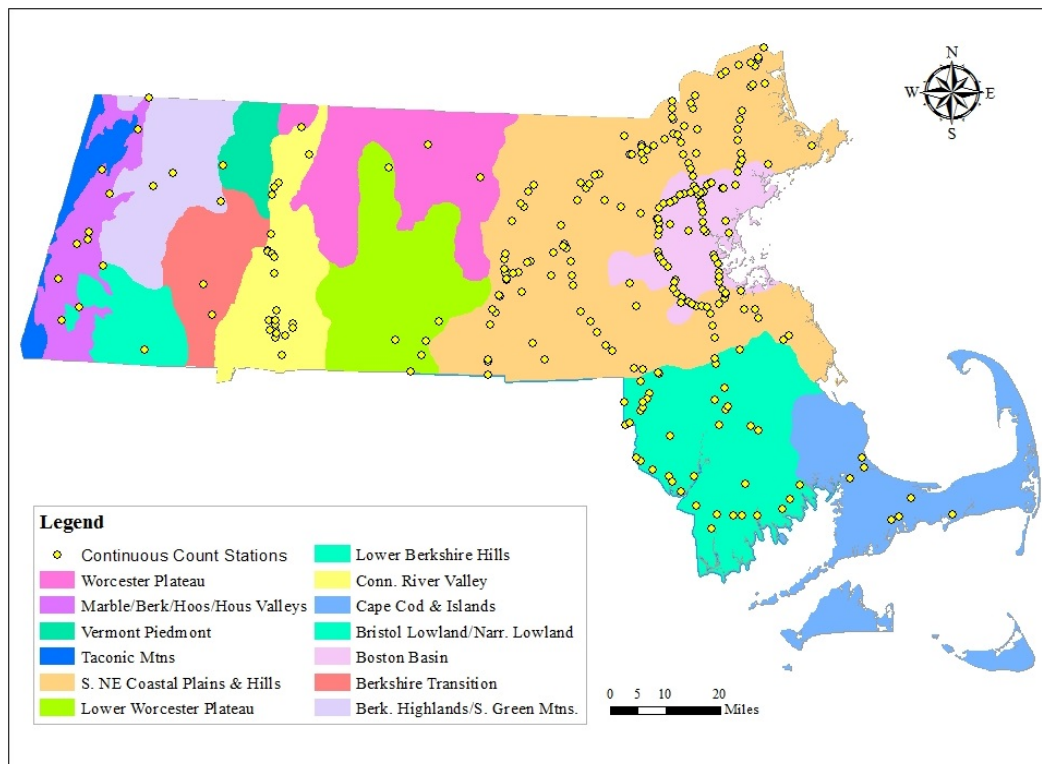 N
W E
S
Legend
Continuous Count Stations
Worcester Plateau
Marble/Berk/Hoos/Hous Valleys
Vermont Piedmont
Taconic Mtns
S. NE Coastal Plains & Hills
Lower Worcester Plateau
Lower Berkshire Hills
Conn. River Valley
Cape Cod & Islands
Bristol Lowland/Narr. Lowland
Boston Basin
Berkshire Transition
Berk. Highlands/S. Green Mtns.
0 5 10 20
Miles